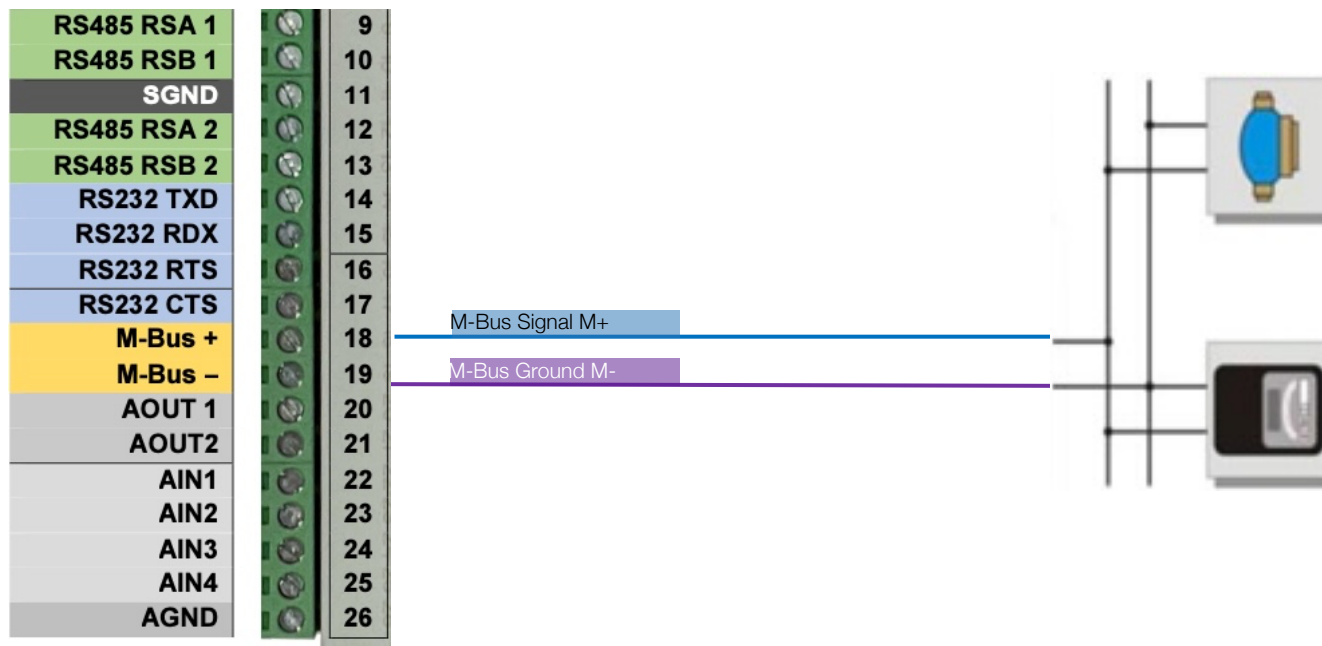 RS485 RSA 1 9
RS485 RSB 1 10
SGND 11
RS485 RSA 2 12
RS485 RSB 2 13
RS232 TXD 14
RS232 RDX 15
RS232 RTS 16
RS232 CTS 17
M-Bus Signal M+
M-Bus + 18
M-Bus Ground M-
M-Bus – 19
AOUT 1 20
AOUT2 21
AIN1 22
AIN2 23
AIN3 24
AIN4 25
AGND 26